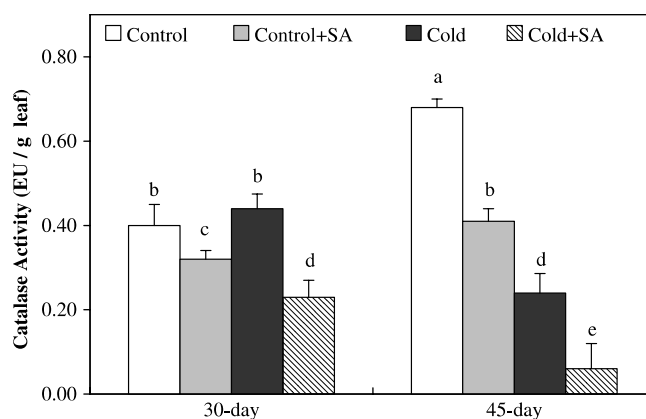 Control Control+SA Cold Cold+SA
Catalase Activity (EU / g leaf)
0.80
0.60
0.40
0.20
0.00
b c b d
a b d e
30-day 45-day